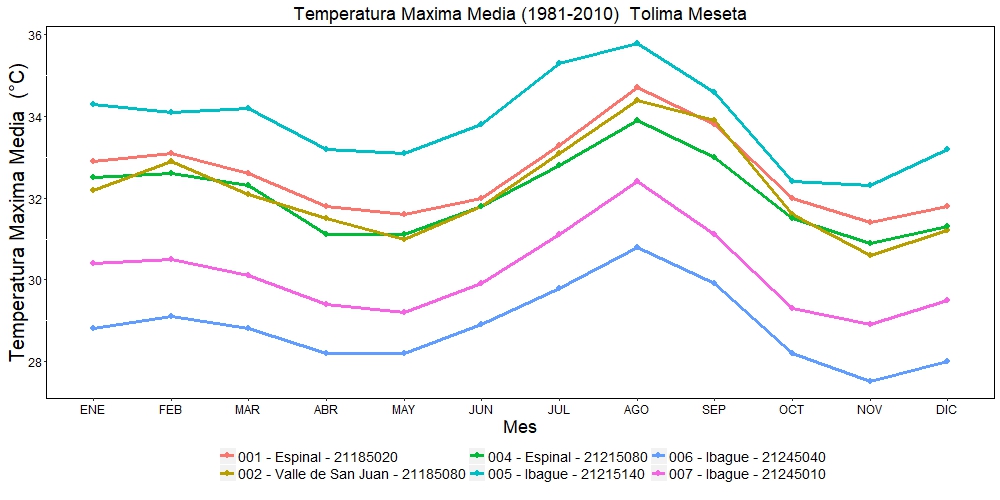 Temperatura Maxima Media (1981-2010)  Tolima Meseta
Temperatura Maxima Media  (°C)
36
34
32
30
28
ENE FEB MAR ABR MAY JUN JUL AGO SEP OCT NOV DIC
Mes
001 - Espinal - 21185020 004 - Espinal - 21215080 006 - Ibague - 21245040
002 - Valle de San Juan - 21185080 005 - Ibague - 21215140 007 - Ibague - 21245010